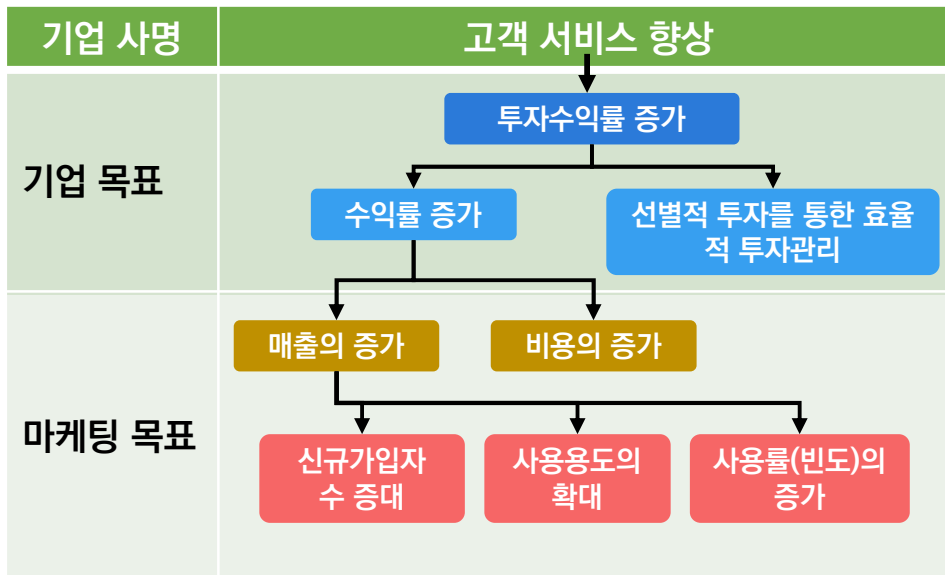 기업 사명
고객 서비스 향상
기업 목표
투자수익률 증가
수익률 증가
선별적 투자를 통한 효율
적 투자관리
마케팅 목표
매출의 증가
비용의 증가
신규가입자
수 증대
사용용도의
확대
사용률(빈도)의
증가